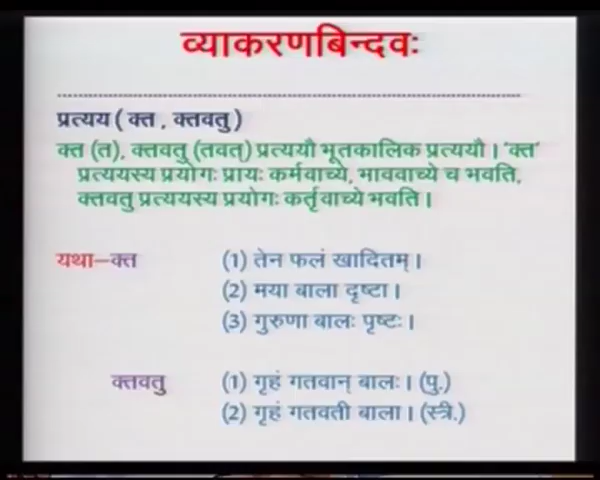 व्याकरणबिन्दवः
प्रत्यय ( क्त , क्तवतु )
क्त (त), क्तवतु (तवत्) प्रत्ययौ भूतकालिक प्रत्ययौ । 'क्त'
प्रत्ययस्य प्रयोगः प्रायः कर्मवाच्ये, भाववाच्ये च भवति,
क्तवतु प्रत्ययस्य प्रयोगः कर्तृवाच्ये भवति ।
यथा–क्त (1) तेन फलं खादितम् ।
(2) मया बाला दृष्टा ।
(3) गुरुणा बालः पृष्टः ।
क्तवतु (1) गृहं गतवान् बालः । (पु.)
(2) गृहं गतवती बाला । (स्त्री.)